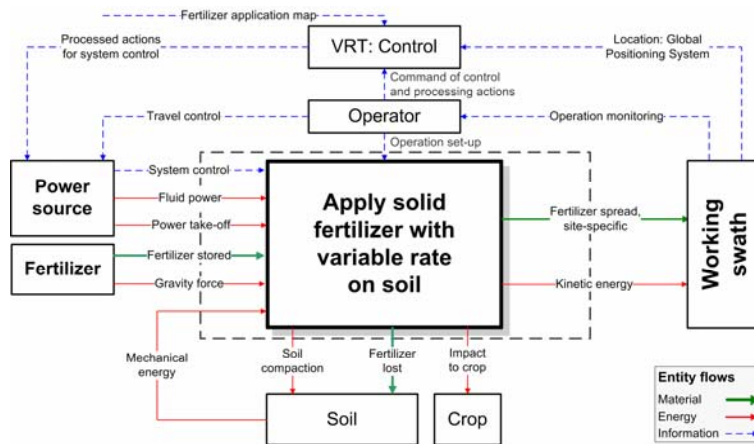 Fertilizer application map
Processed actions
for system control
VRT: Control
Location: Global
Positioning System
Command of control
and processing actions
Travel control
Operator
Operation monitoring
Operation set-up
Power
source
System control
Fluid power
Power take-off
Apply solid
fertilizer with
variable rate
on soil
Fertilizer spread,
site-specific
Working
swath
Fertilizer
Fertilizer stored
Gravity force
Kinetic energy
Mechanical
energy
Soil
compaction
Fertilizer
lost
Impact
to crop
Soil
Crop
Entity flows
Material
Energy
Information